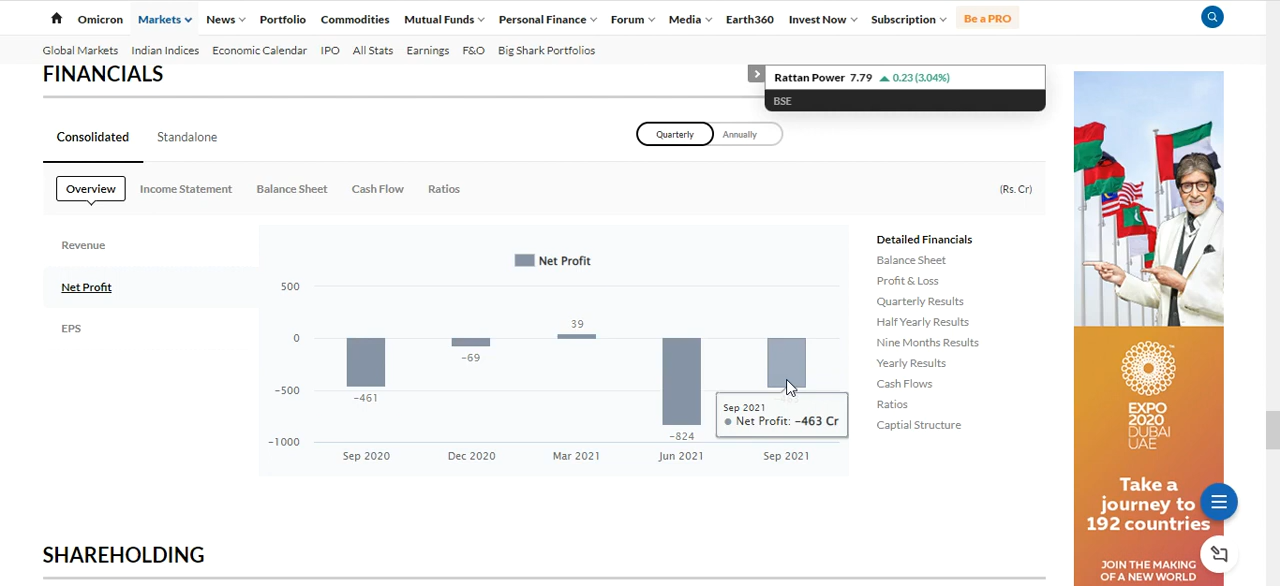 Omicron Markets News Portfolio Commodities Mutual Funds Personal Finance Forum Media Earth360 Invest Now Subscription Be a PRO
Global Markets Indian Indices Economic Calendar IPO All Stats Earnings F&O Big Shark Portfolios
FINANCIALS
Rattan Power 7.79 0.23 (3.04%)
BSE
Consolidated Standalone
Quarterly Annually
Overview Income Statement Balance Sheet Cash Flow Ratios (Rs. Cr)
Revenue
Net Profit
EPS
Net Profit
500
0
-500
-1000
-461
-69
39
-824
Sep 2021
Net Profit: -463 Cr
Sep 2020 Dec 2020 Mar 2021 Jun 2021 Sep 2021
Detailed Financials
Balance Sheet
Profit & Loss
Quarterly Results
Half Yearly Results
Nine Months Results
Yearly Results
Cash Flows
Ratios
Captial Structure
EXPO
2020
DUBAI
UAE
Take a
journey to
192 countries
JOIN THE MAKING
OF A NEW WORLD
SHAREHOLDING